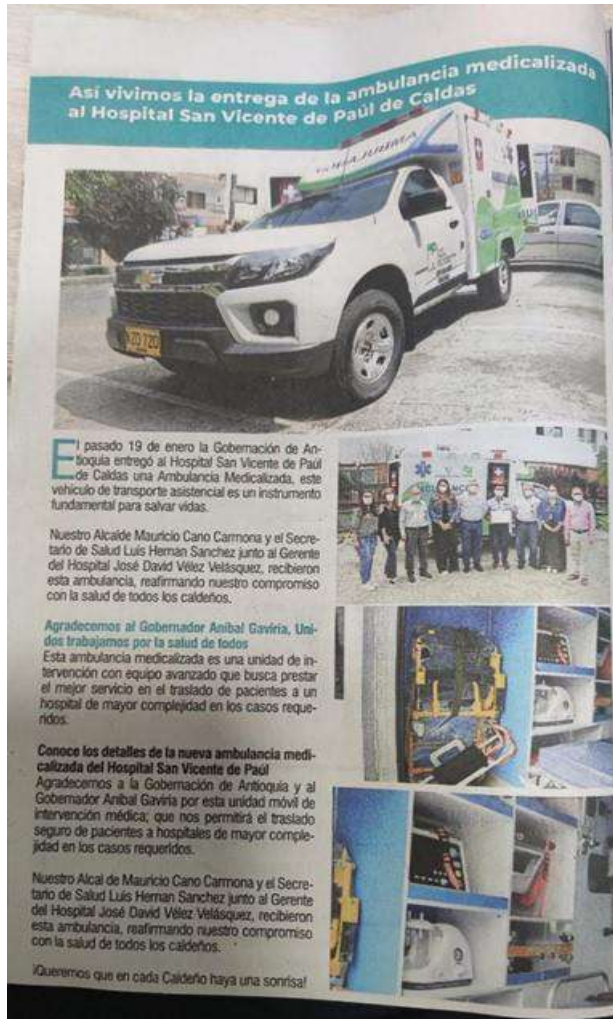 Así vivimos la entrega de la ambulancia medicalizada
al Hospital San Vicente de Paúl de Caldas
AMBULANCIA
El pasado 19 de enero la Gobernación de An-
tioquia entregó al Hospital San Vicente de Paúl
de Caldas una Ambulancia Medicalizada, este
vehículo de transporte asistencial es un instrumento
fundamental para salvar vidas.
Nuestro Alcalde Mauricio Cano Carmona y el Secre-
tario de Salud Luis Hernan Sanchez junto al Gerente
del Hospital José David Vélez Velásquez, recibieron
esta ambulancia, reafirmando nuestro compromiso
con la salud de todos los caldeños.
Agradecemos al Gobernador Aníbal Gaviria, Uni-
dos trabajamos por la salud de todos
Esta ambulancia medicalizada es una unidad de in-
tervención con equipo avanzado que busca prestar
el mejor servicio en el traslado de pacientes a un
hospital de mayor complejidad en los casos reque-
ridos.
Conoce los detalles de la nueva ambulancia medi-
calizada del Hospital San Vicente de Paúl
Agradecemos a la Gobernación de Antioquia y al
Gobernador Aníbal Gaviria por esta unidad móvil de
intervención médica; que nos permitirá el traslado
seguro de pacientes a hospitales de mayor comple-
jidad en los casos requeridos.
Nuestro Alcal de Mauricio Cano Carmona y el Secre-
tario de Salud Luis Hernan Sanchez junto al Gerente
del Hospital José David Vélez Velásquez, recibieron
esta ambulancia, reafirmando nuestro compromiso
con la salud de todos los caldeños.
¡Queremos que en cada Caldeño haya una sonrisa!